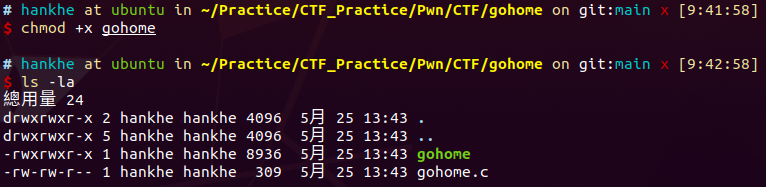 # hankhe at ubuntu in ~/Practice/CTF_Practice/Pwn/CTF/gohome on git:main x [9:41:58]
$ chmod +x gohome
# hankhe at ubuntu in ~/Practice/CTF_Practice/Pwn/CTF/gohome on git:main x [9:42:58]
$ ls -la
總用量 24
drwxrwxr-x 2 hankhe hankhe 4096  5月 25 13:43 .
drwxrwxr-x 5 hankhe hankhe 4096  5月 25 13:43 ..
-rwxrwxr-x 1 hankhe hankhe 8936  5月 25 13:43 gohome
-rw-rw-r-- 1 hankhe hankhe  309  5月 25 13:43 gohome.c